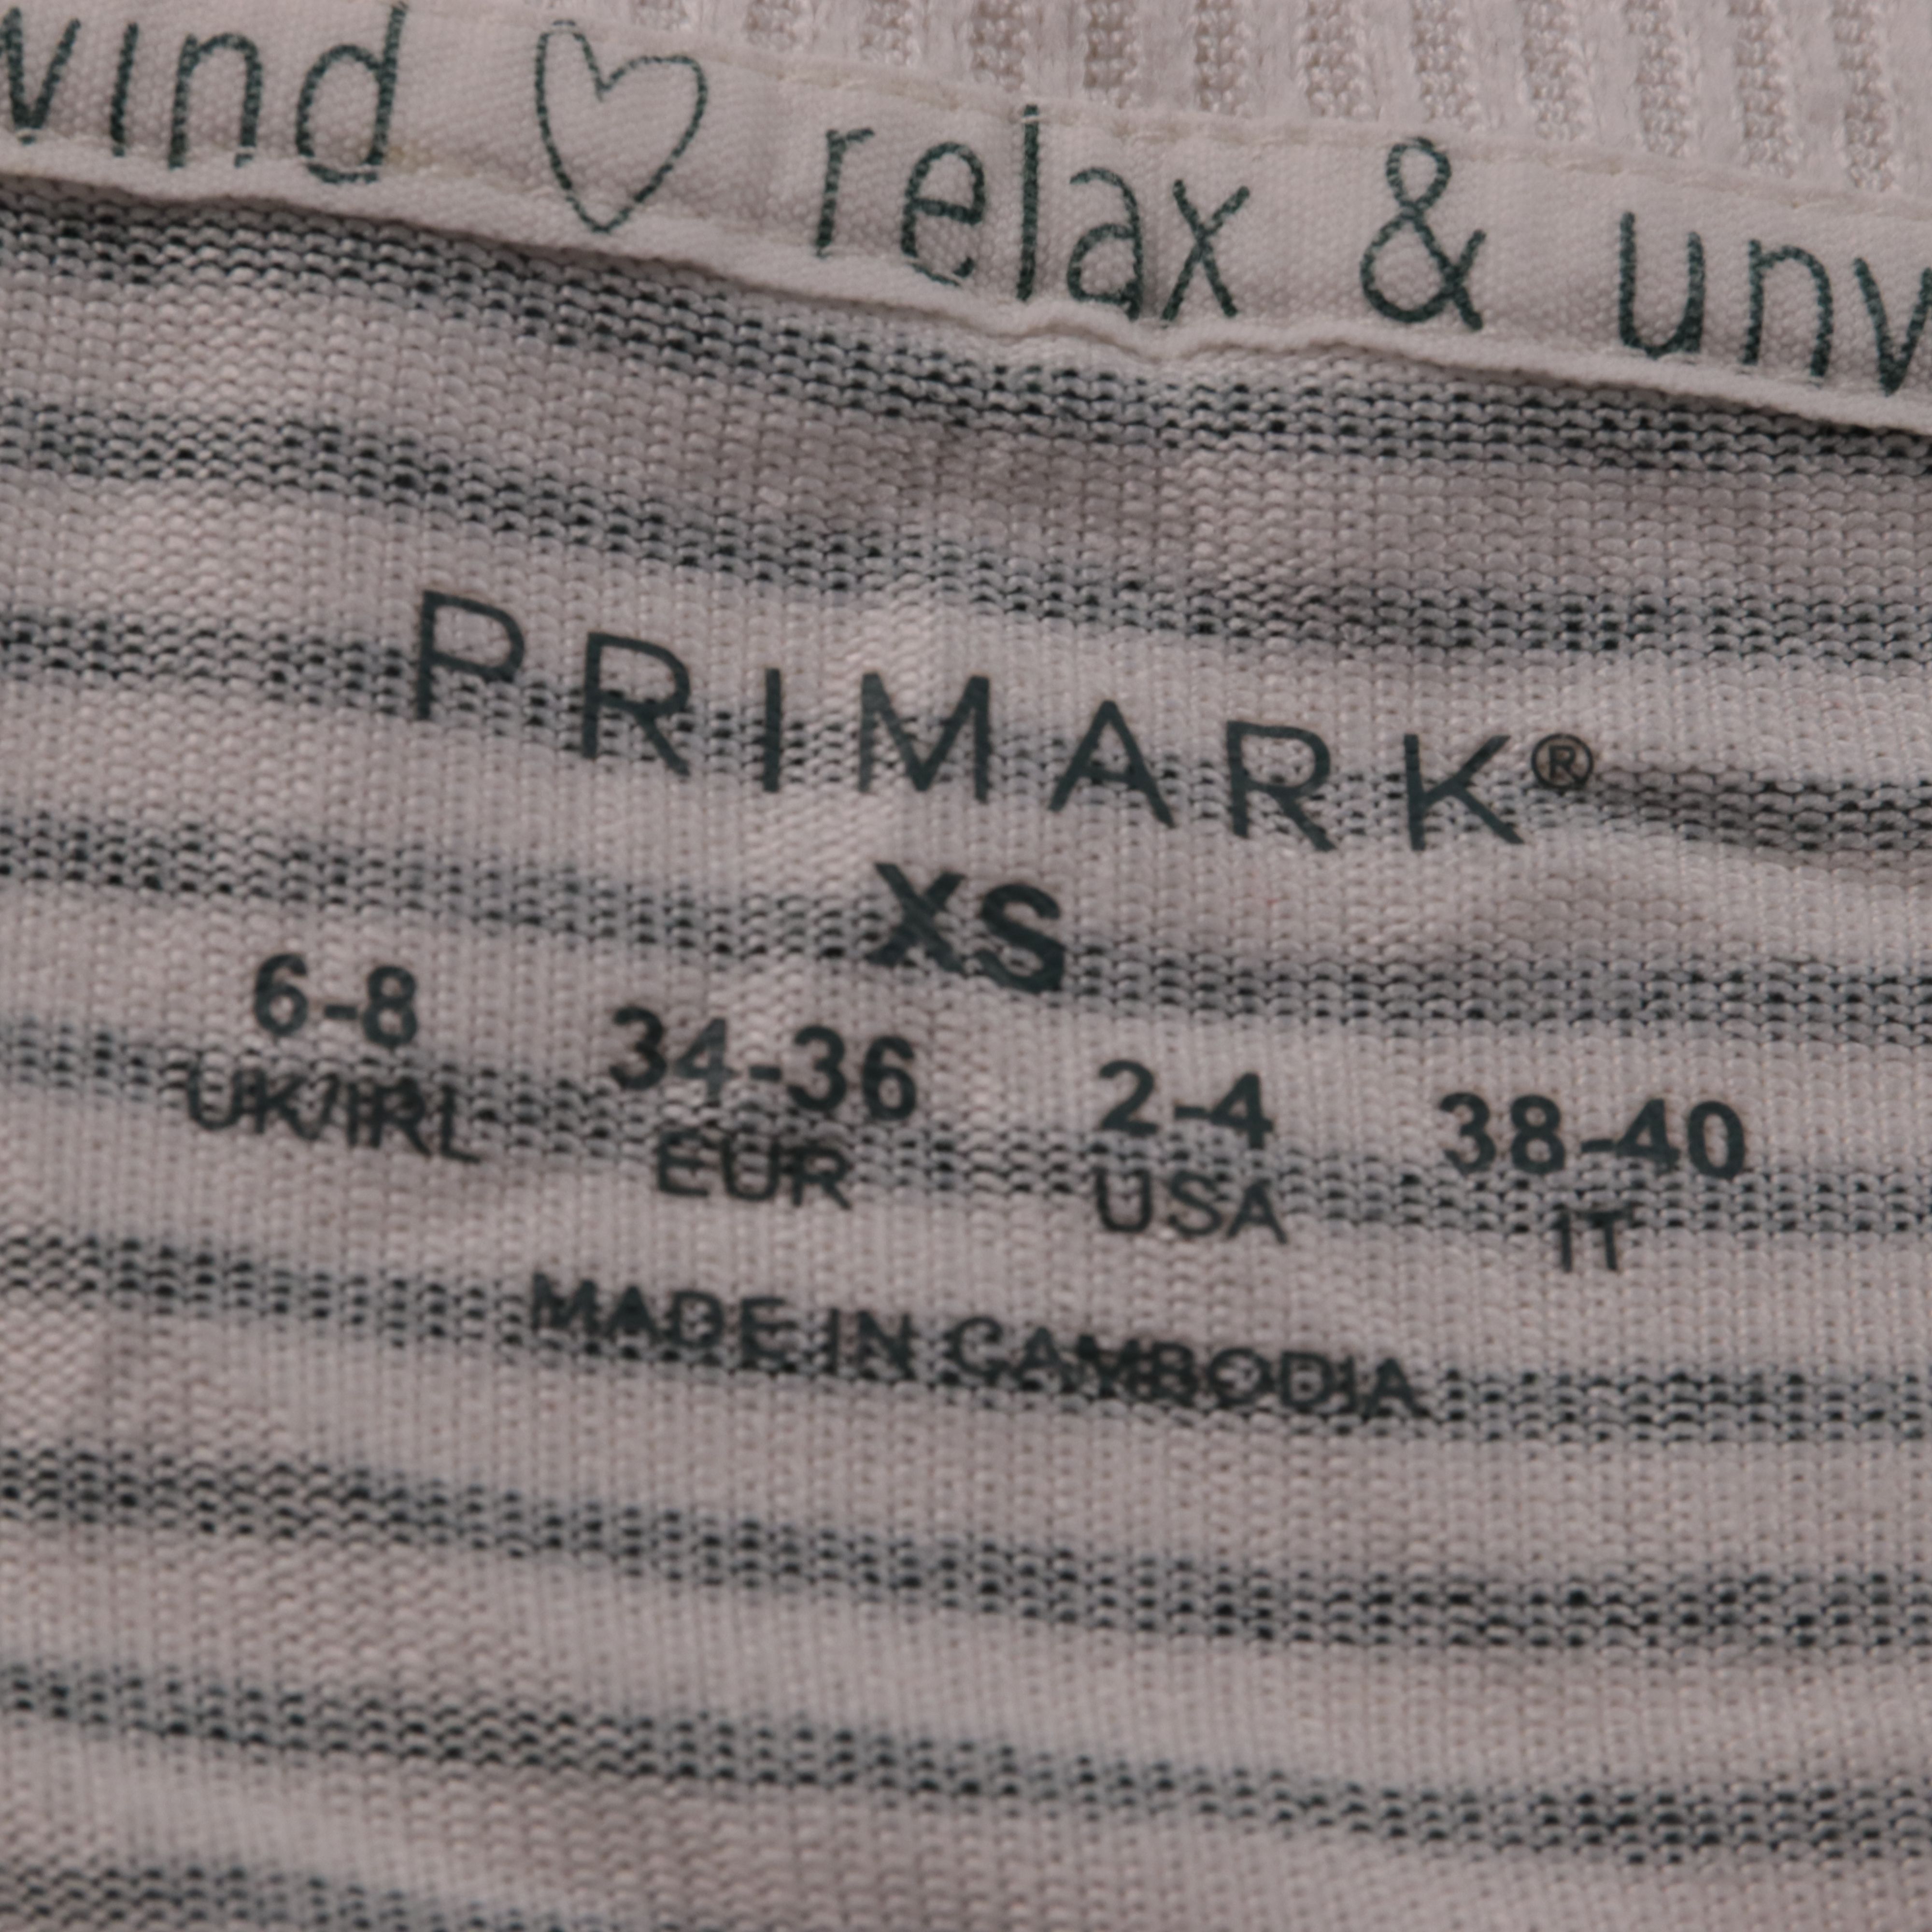 wind ♡ relax & unv
PRIMARK®
XS
6-8 34-36 2-4 38-40
UK/IRL EUR USA IT
MADE IN CAMBODIA